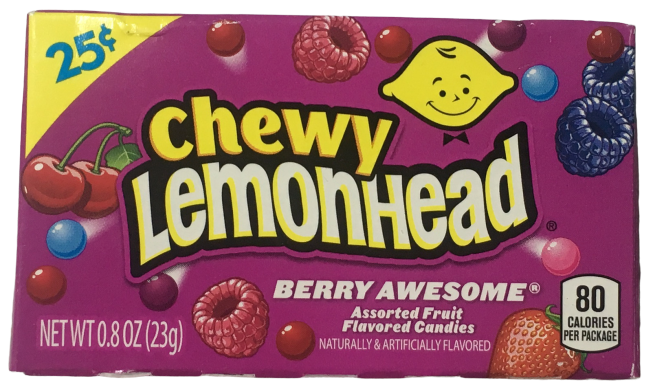 25¢
chewy
LEMONHEAD
®
BERRY AWESOME®
Assorted Fruit
Flavored Candies
NATURALLY & ARTIFICIALLY FLAVORED
NET WT 0.8 OZ (23g)
80
CALORIES
PER PACKAGE